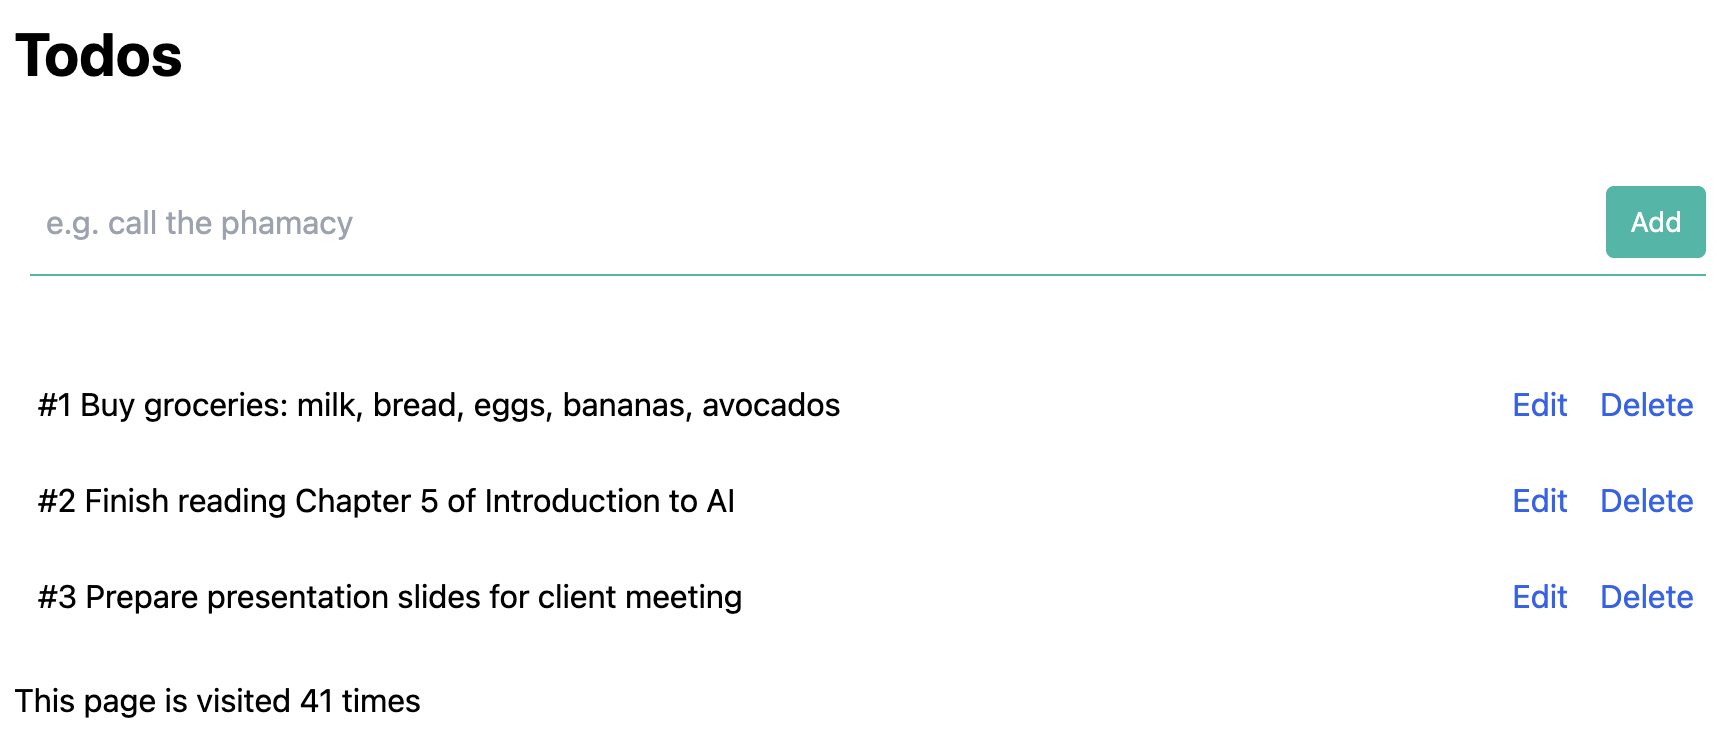 Todos
e.g. call the phamacy
Add
#1 Buy groceries: milk, bread, eggs, bananas, avocados Edit Delete
#2 Finish reading Chapter 5 of Introduction to AI Edit Delete
#3 Prepare presentation slides for client meeting Edit Delete
This page is visited 41 times